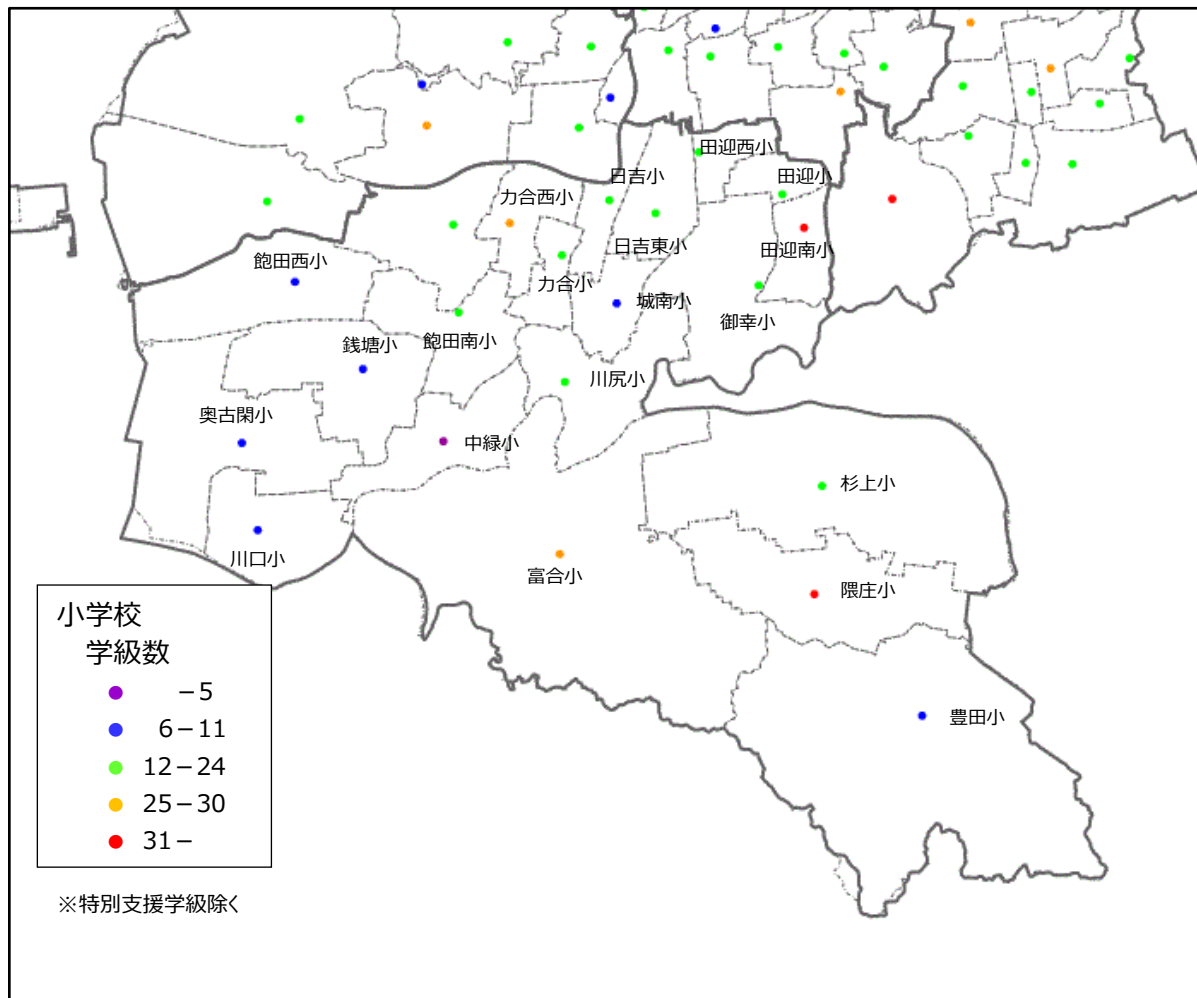 田迎西小
日吉小
田迎小
力合西小
日吉東小
田迎南小
飽田西小
力合小
城南小
御幸小
銭塘小
飽田南小
川尻小
奥古閑小
中緑小
杉上小
川口小
富合小
隈庄小
豊田小
小学校
学級数
－5
6－11
12－24
25－30
31－
※特別支援学級除く